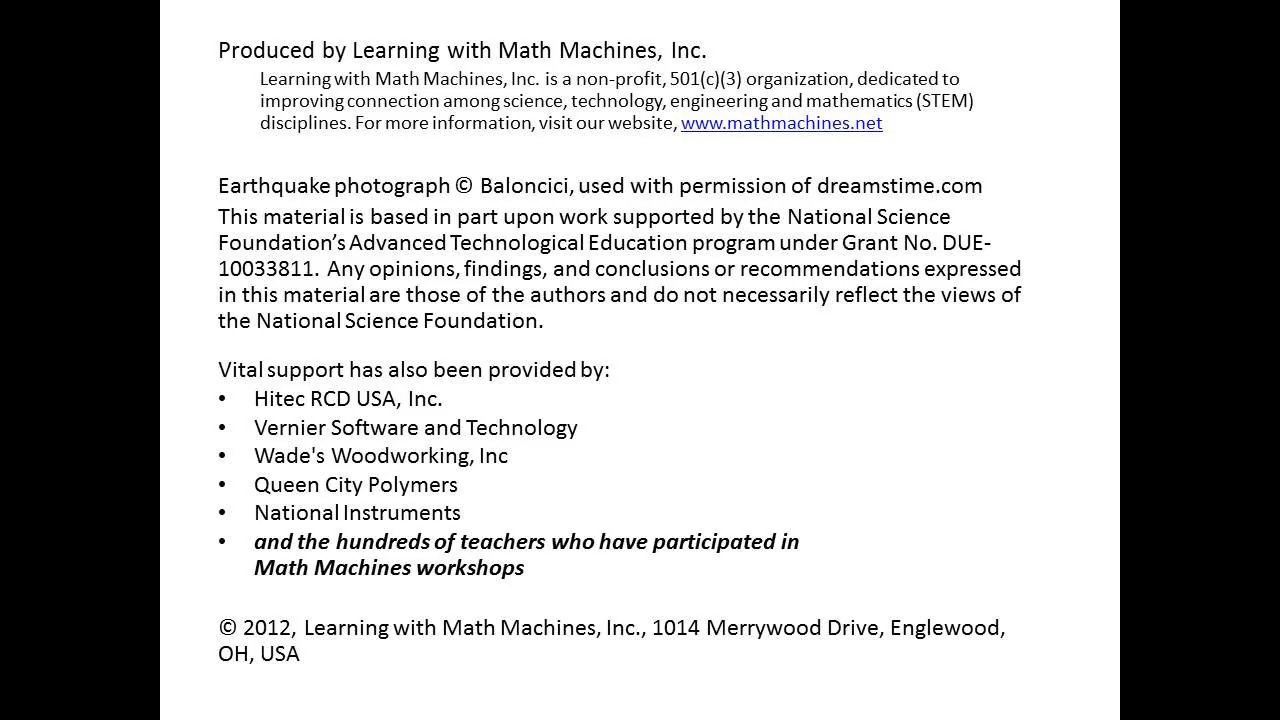 Produced by Learning with Math Machines, Inc.
Learning with Math Machines, Inc. is a non-profit, 501(c)(3) organization, dedicated to
improving connection among science, technology, engineering and mathematics (STEM)
disciplines. For more information, visit our website, www.mathmachines.net
Earthquake photograph © Baloncici, used with permission of dreamstime.com
This material is based in part upon work supported by the National Science
Foundation’s Advanced Technological Education program under Grant No. DUE-
10033811. Any opinions, findings, and conclusions or recommendations expressed
in this material are those of the authors and do not necessarily reflect the views of
the National Science Foundation.
Vital support has also been provided by:
• Hitec RCD USA, Inc.
• Vernier Software and Technology
• Wade's Woodworking, Inc
• Queen City Polymers
• National Instruments
• and the hundreds of teachers who have participated in
Math Machines workshops
© 2012, Learning with Math Machines, Inc., 1014 Merrywood Drive, Englewood,
OH, USA